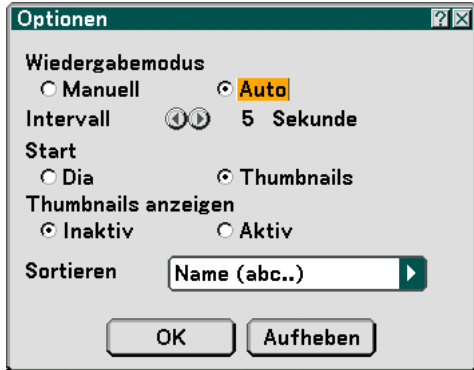 Optionen
Wiedergabemodus
Manuell Auto
Intervall 5 Sekunde
Start
Dia Thumbnails
Thumbnails anzeigen
Inaktiv Aktiv
Sortieren Name (abc..)
OK Aufheben